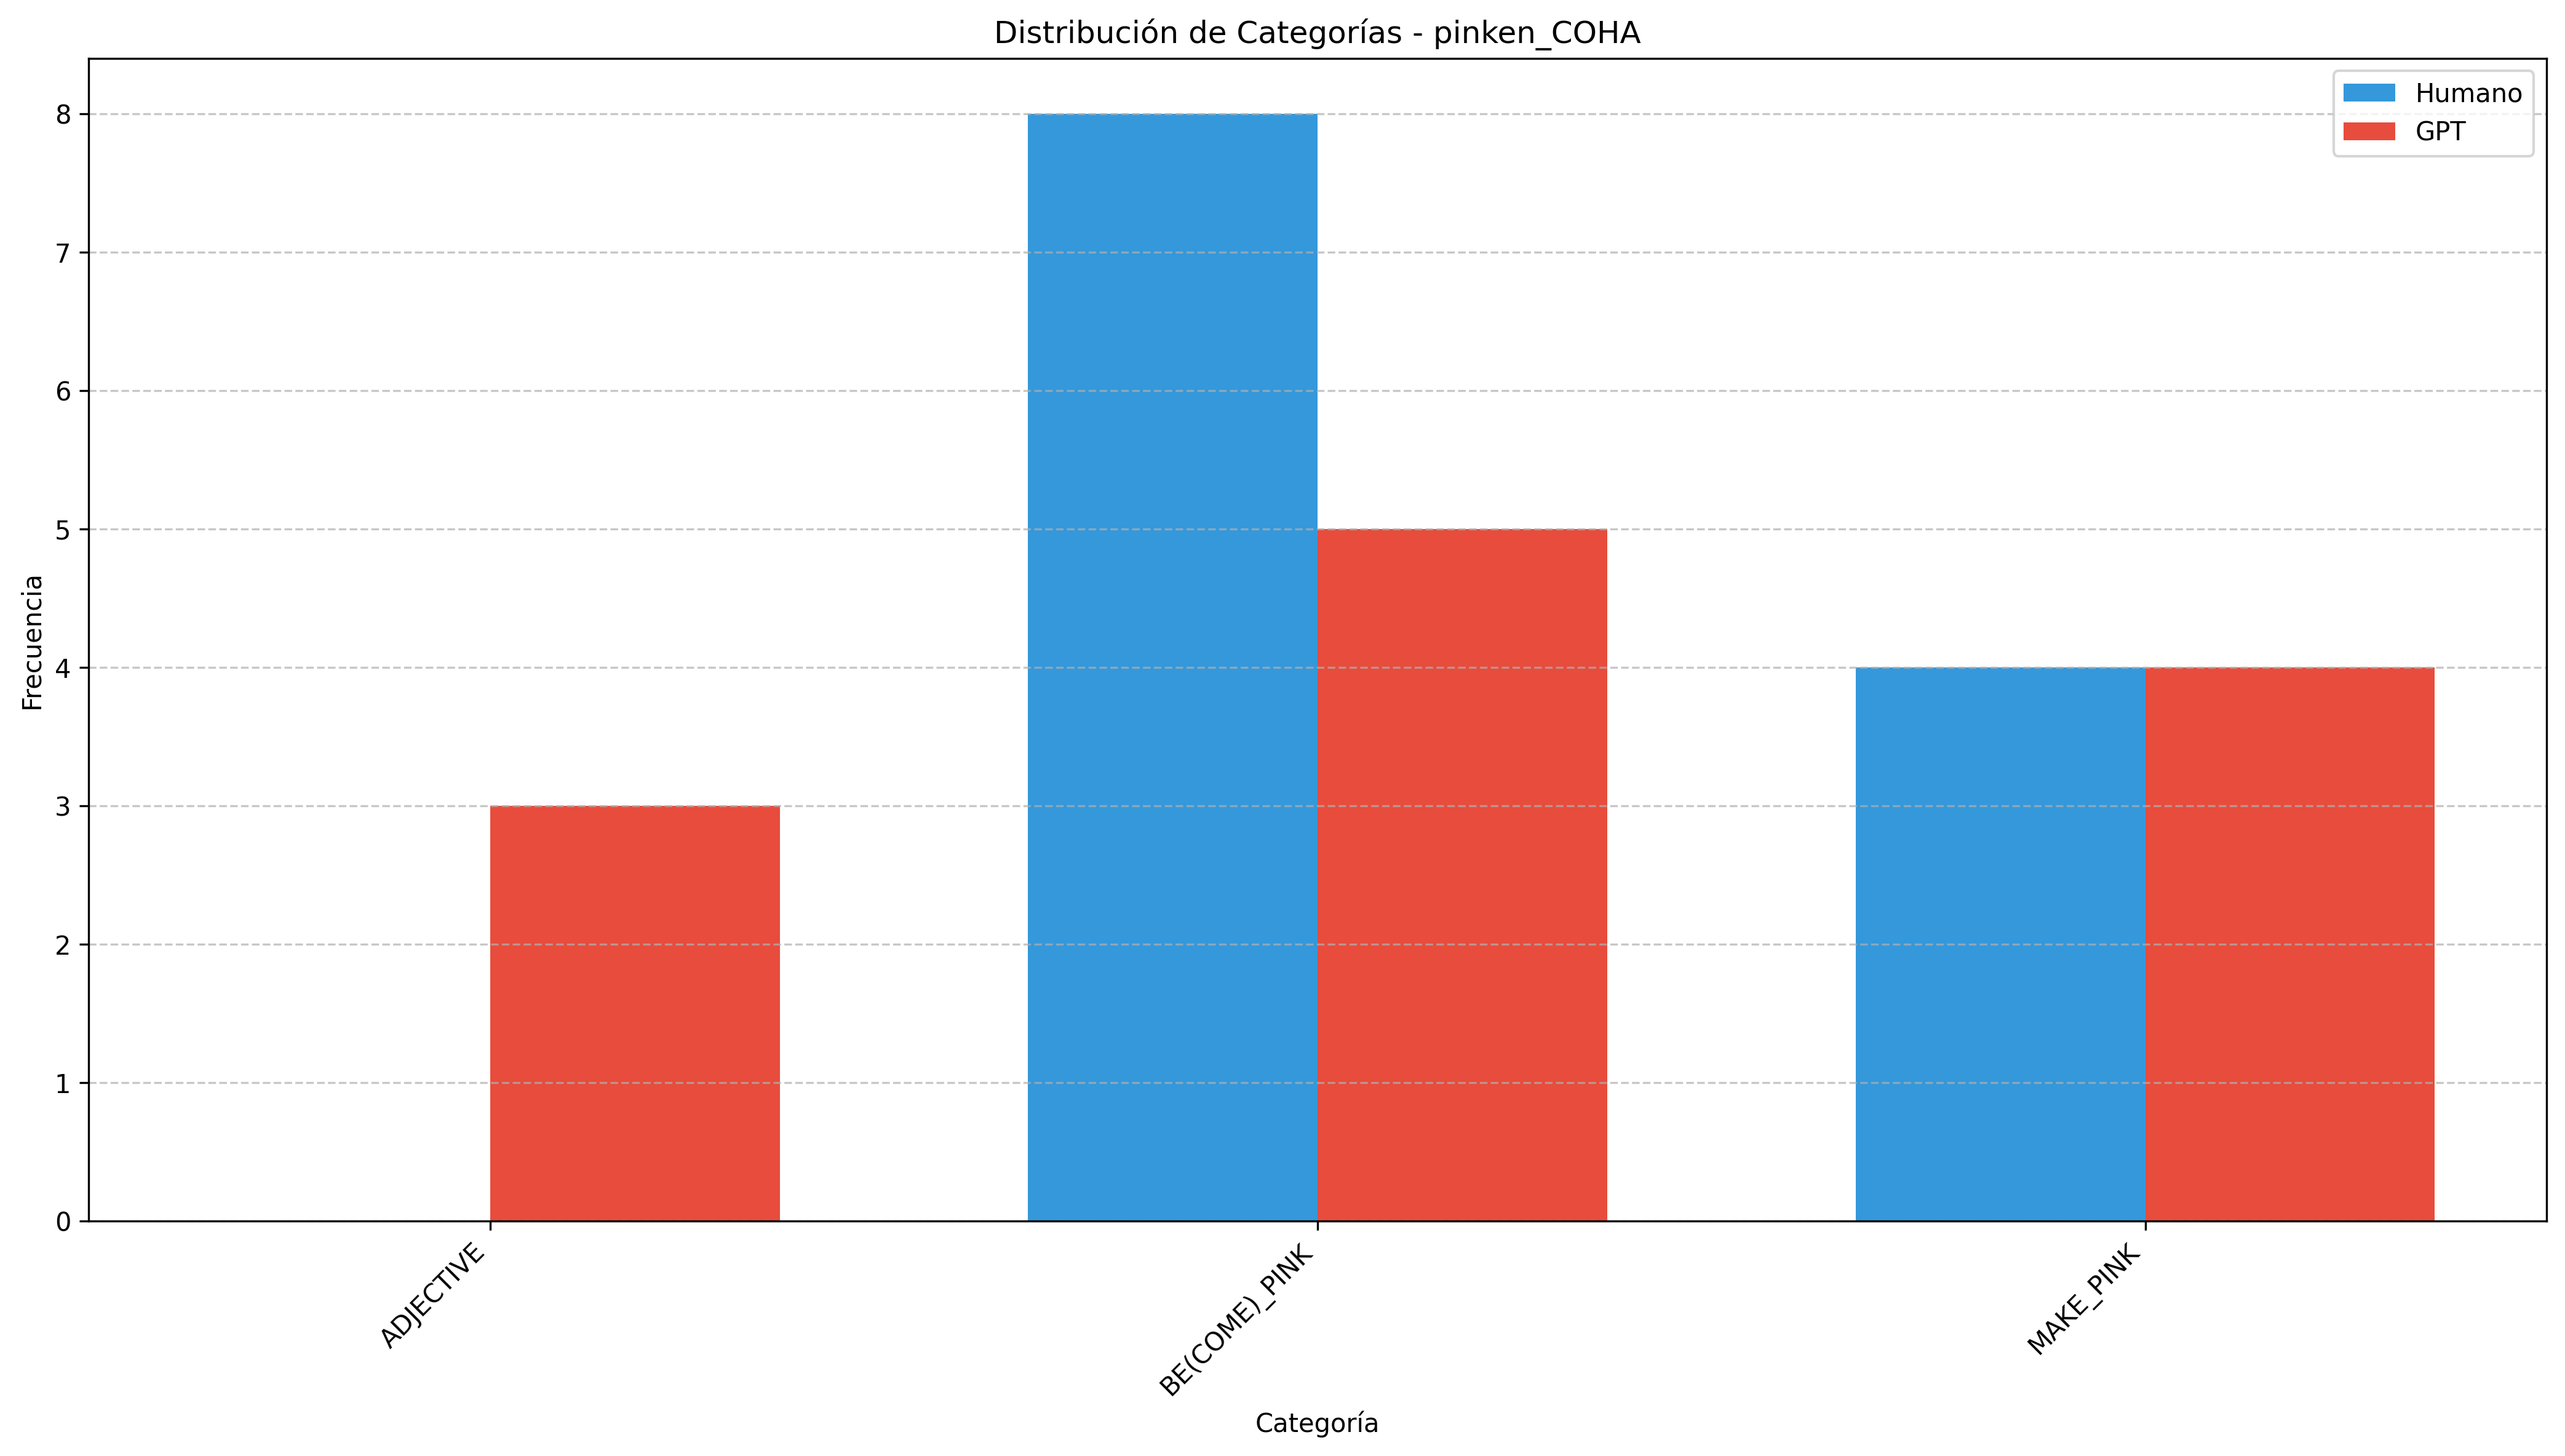 Distribución de Categorías - pinken_COHA
Humano
GPT
Frecuencia
8
7
6
5
4
3
2
1
0
ADJECTIVE
BE(COME)_PINK
MAKE_PINK
Categoría